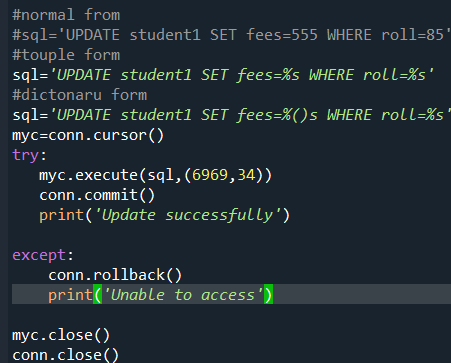 #normal from
#sql='UPDATE student1 SET fees=555 WHERE roll=85'
#touple form
sql='UPDATE student1 SET fees=%s WHERE roll=%s'
#dictonaru form
sql='UPDATE student1 SET fees=%()s WHERE roll=%s'
myc=conn.cursor()
try:
myc.execute(sql,(6969,34))
conn.commit()
print('Update successfully')
except:
conn.rollback()
print('Unable to access')
myc.close()
conn.close()